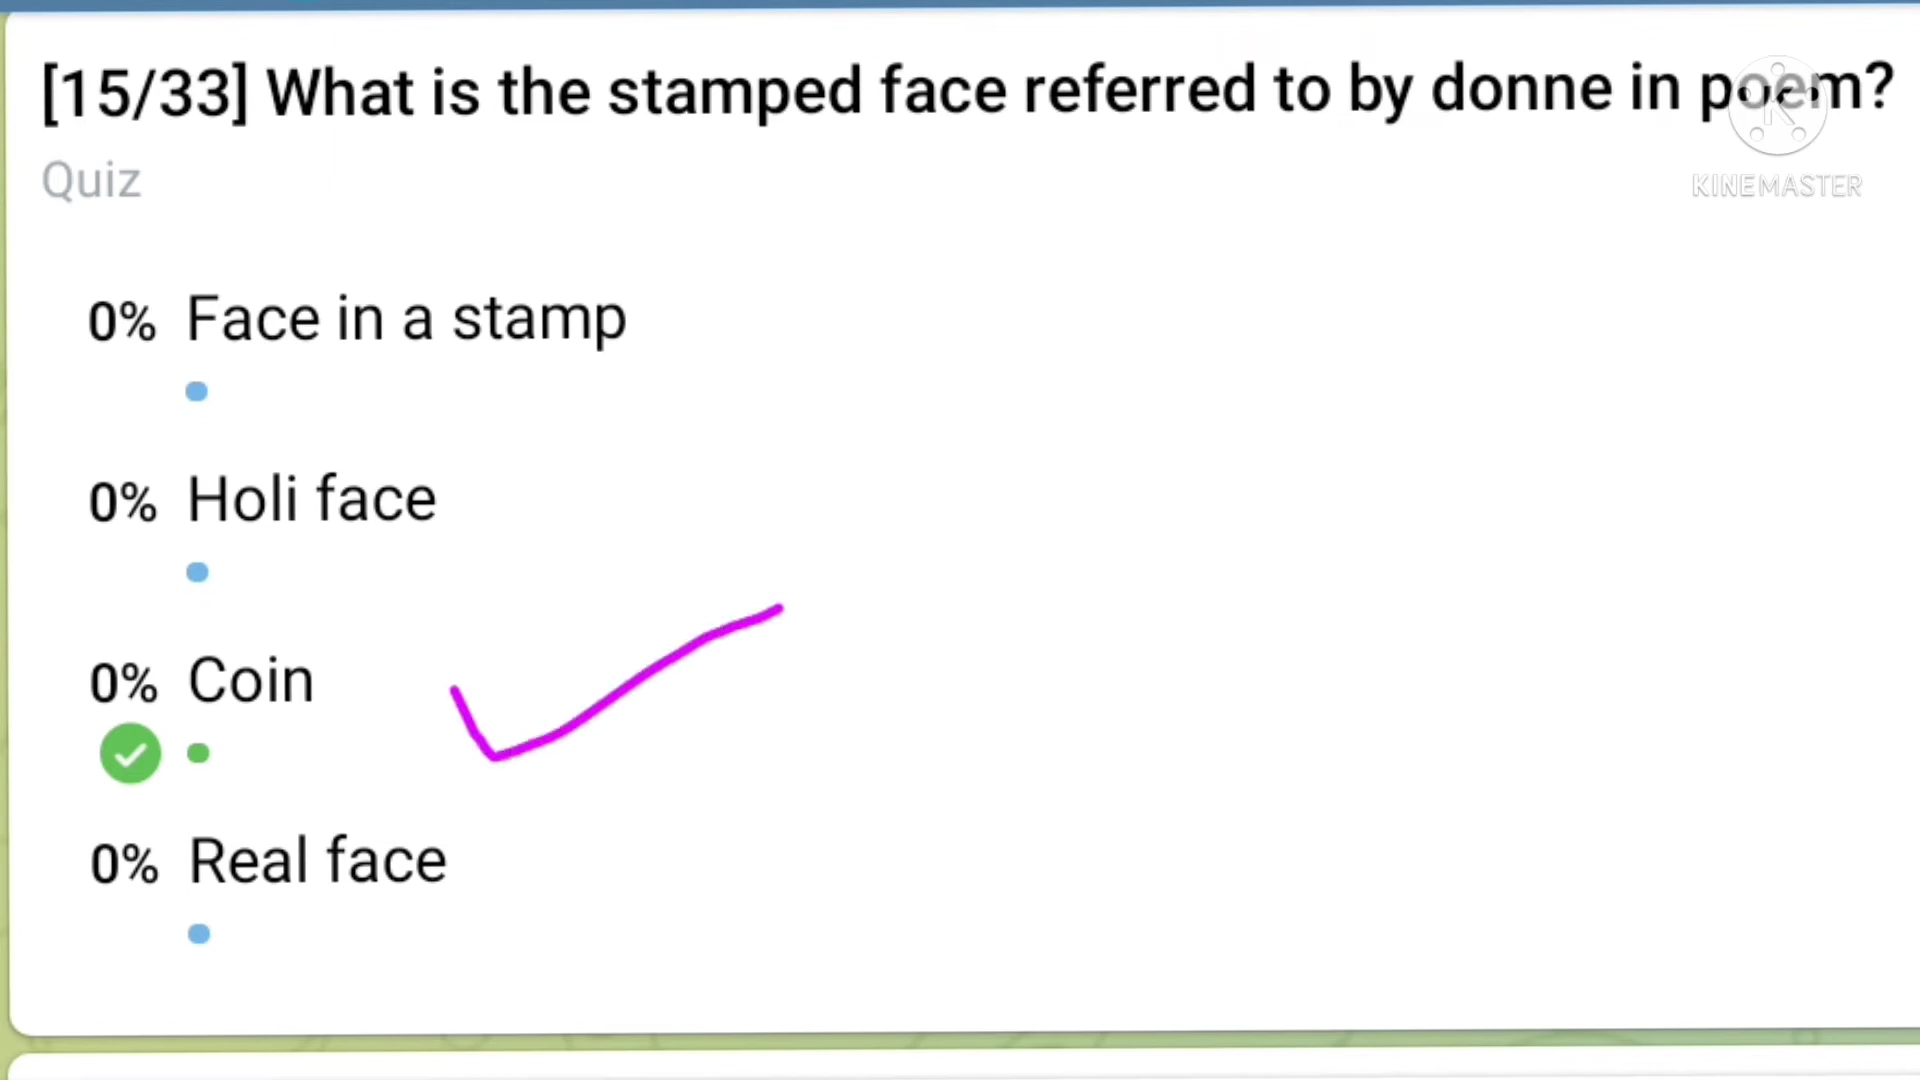 [15/33] What is the stamped face referred to by donne in poem?
Quiz
KINEMASTER
0% Face in a stamp
0% Holi face
0% Coin
0% Real face